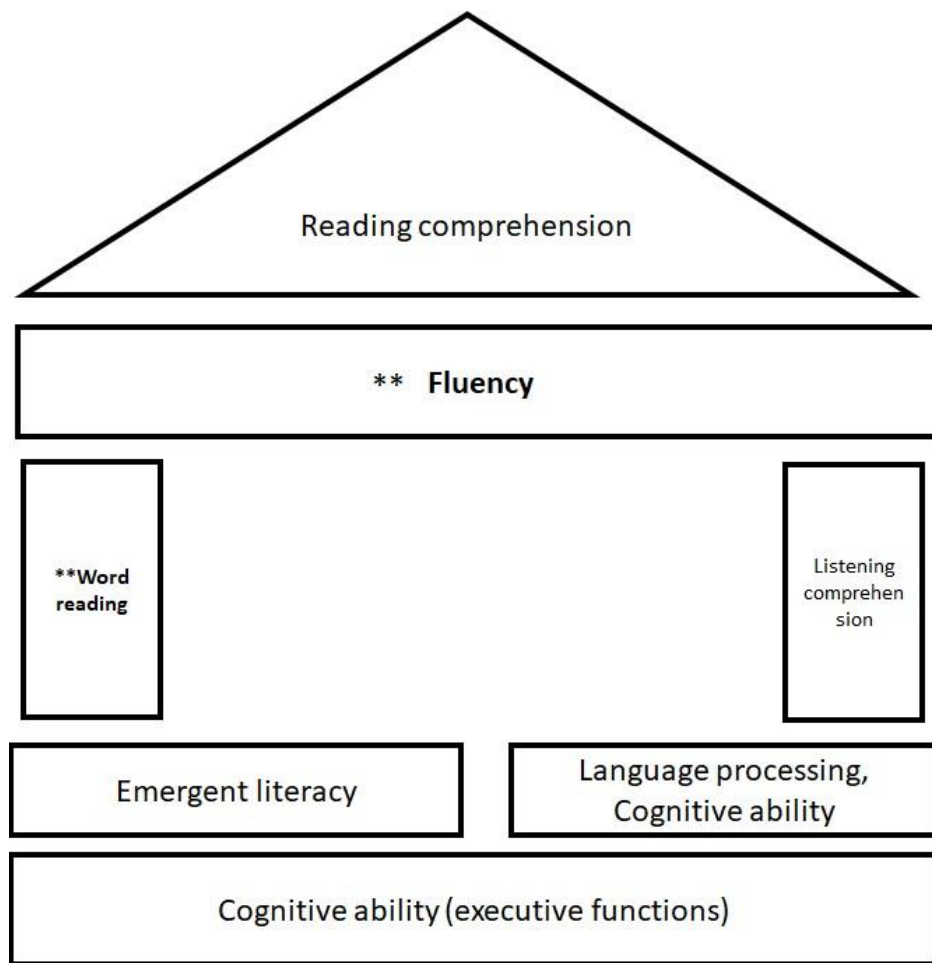 Reading comprehension
** Fluency
**Word
reading
Listening
comprehen
sion
Emergent literacy
Language processing,
Cognitive ability
Cognitive ability (executive functions)